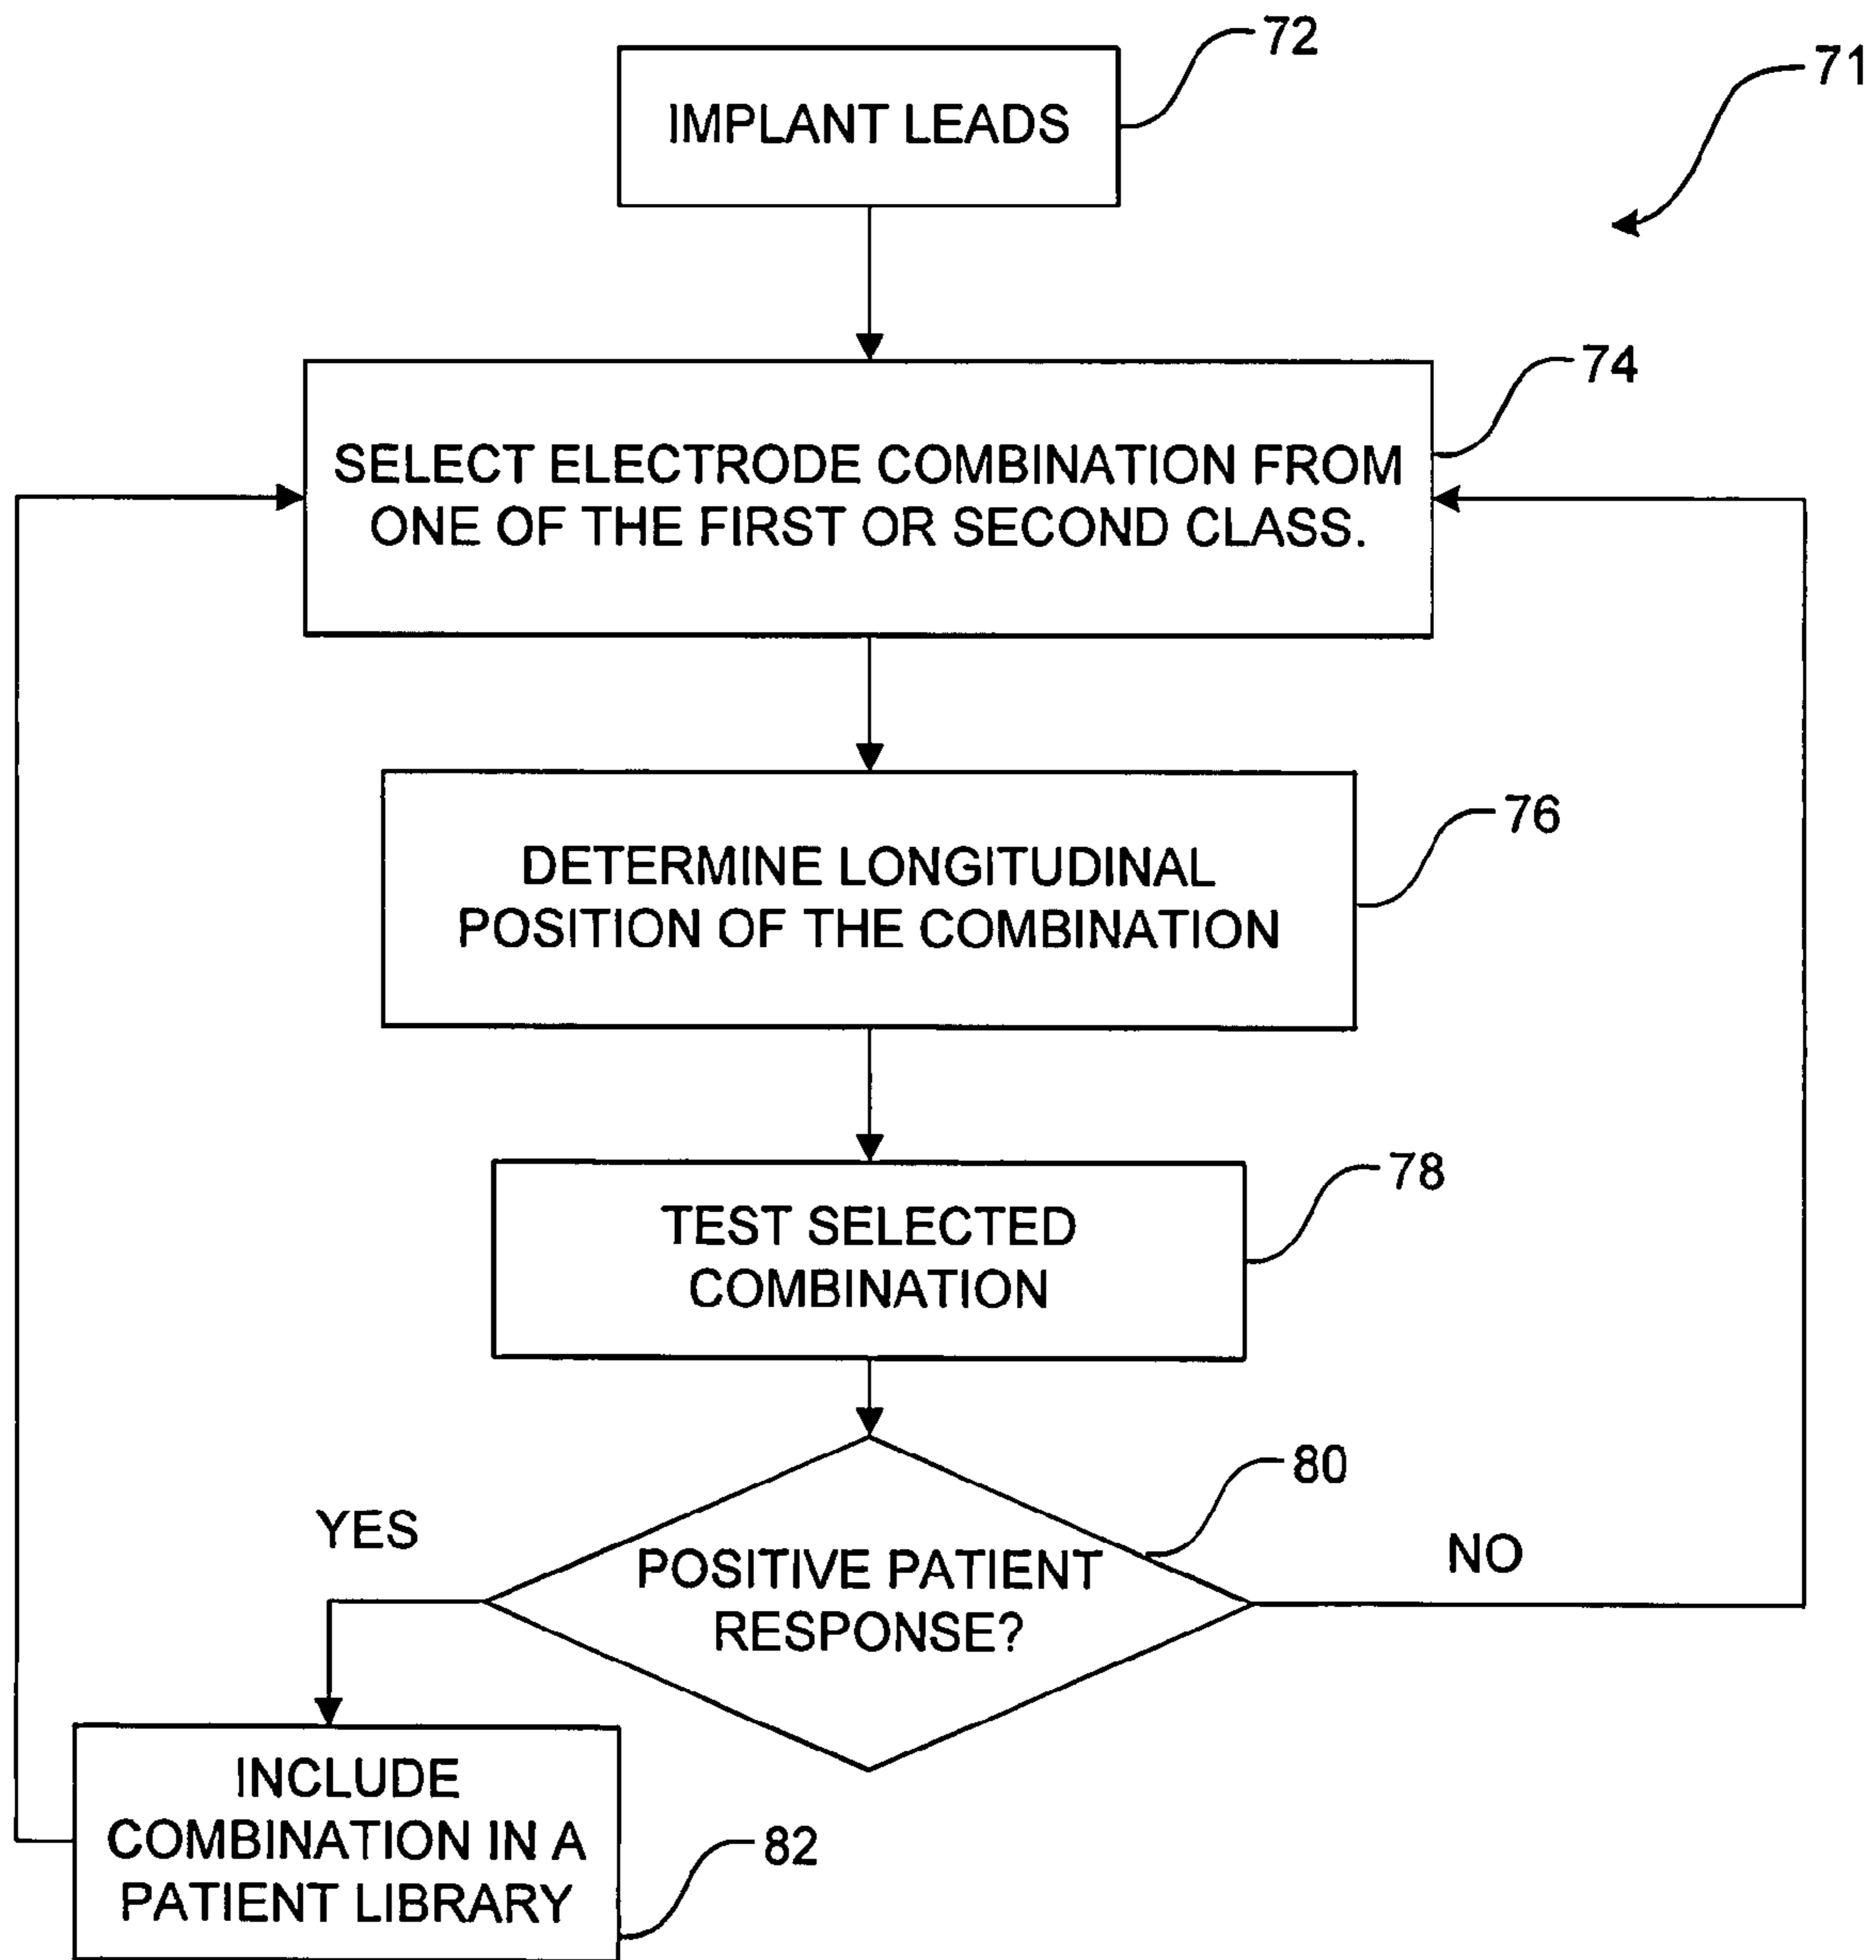 72
71
IMPLANT LEADS
74
SELECT ELECTRODE COMBINATION FROM
ONE OF THE FIRST OR SECOND CLASS.
76
DETERMINE LONGITUDINAL
POSITION OF THE COMBINATION
78
TEST SELECTED
COMBINATION
80
YES
NO
POSITIVE PATIENT
RESPONSE?
INCLUDE
COMBINATION IN A
PATIENT LIBRARY
82